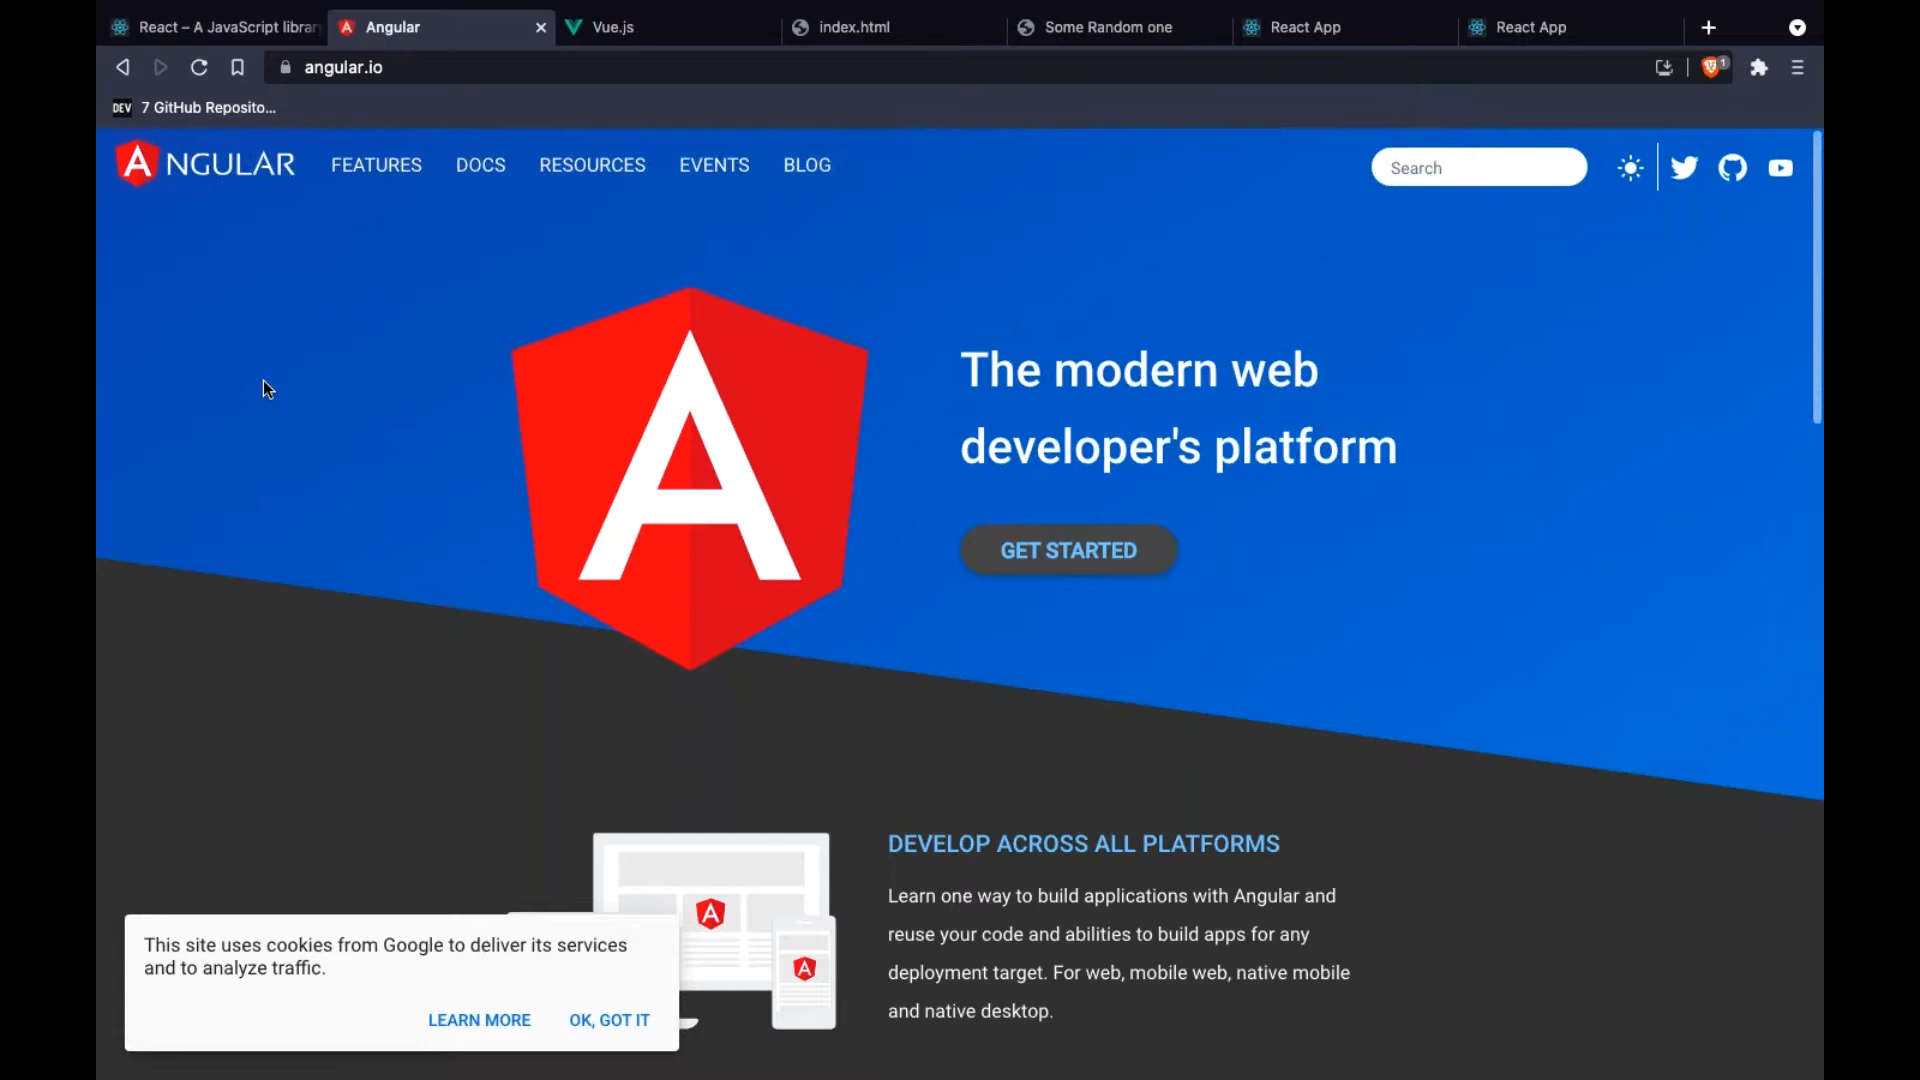 React – A JavaScript library
Angular
Vue.js
index.html
Some Random one
React App
React App
angular.io
1
DEV 7 GitHub Reposito...
ANGULAR
FEATURES
DOCS
RESOURCES
EVENTS
BLOG
Search
The modern web
developer's platform
GET STARTED
DEVELOP ACROSS ALL PLATFORMS
Learn one way to build applications with Angular and
reuse your code and abilities to build apps for any
deployment target. For web, mobile web, native mobile
and native desktop.
This site uses cookies from Google to deliver its services
and to analyze traffic.
LEARN MORE
OK, GOT IT